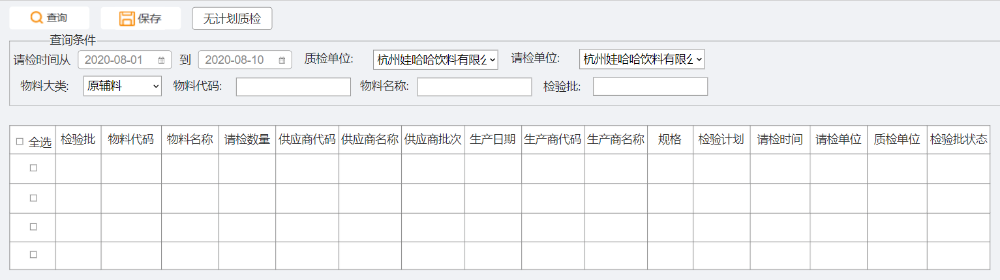 查询 保存 无计划质检
查询条件
请检时间从 2020-08-01 到 2020-08-10 质检单位: 杭州娃哈哈饮料有限公 请检单位: 杭州娃哈哈饮料有限公
物料大类: 原辅料 物料代码: 物料名称: 检验批:
全选 检验批 物料代码 物料名称 请检数量 供应商代码 供应商名称 供应商批次 生产日期 生产商代码 生产商名称 规格 检验计划 请检时间 请检单位 质检单位 检验批状态